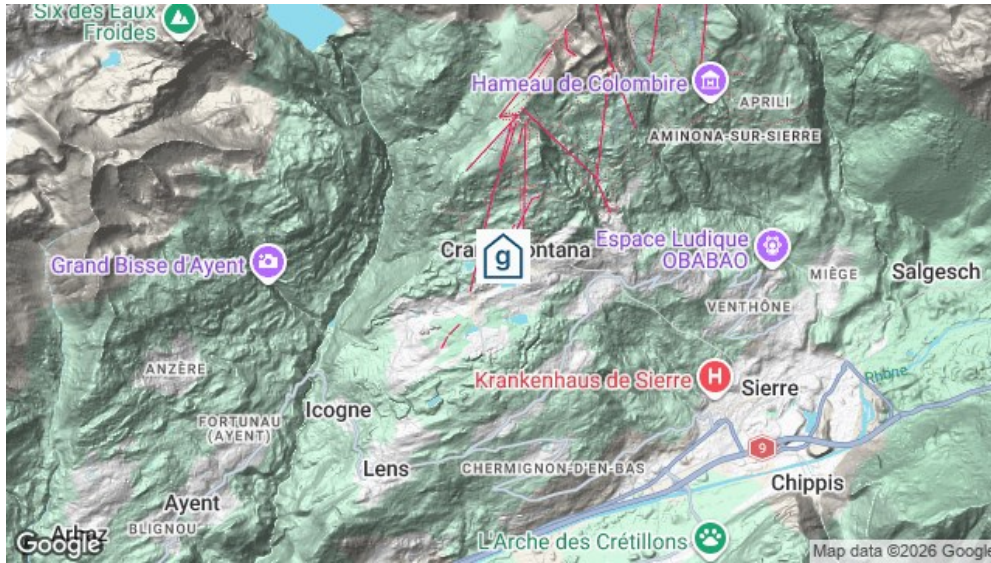 Six des Eaux
Froides
Hameau de Colombire
H
APRILI
AMINONA-SUR-SIERRE
Grand Bisse d'Ayent
g
Espace Ludique
OBABAO
MIÈGE
Salgesch
VENTHÔNE
ANZÈRE
Krankenhaus de Sierre
H
Sierre
Rhône
Icogne
FORTUNAU
(AYENT)
Lens
CHERMIGNON-D'EN-BAS
9
Chippis
Ayent
BLIGNOU
Arbaz
Google
L'Arche des Crétillons
Map data ©2026 Google